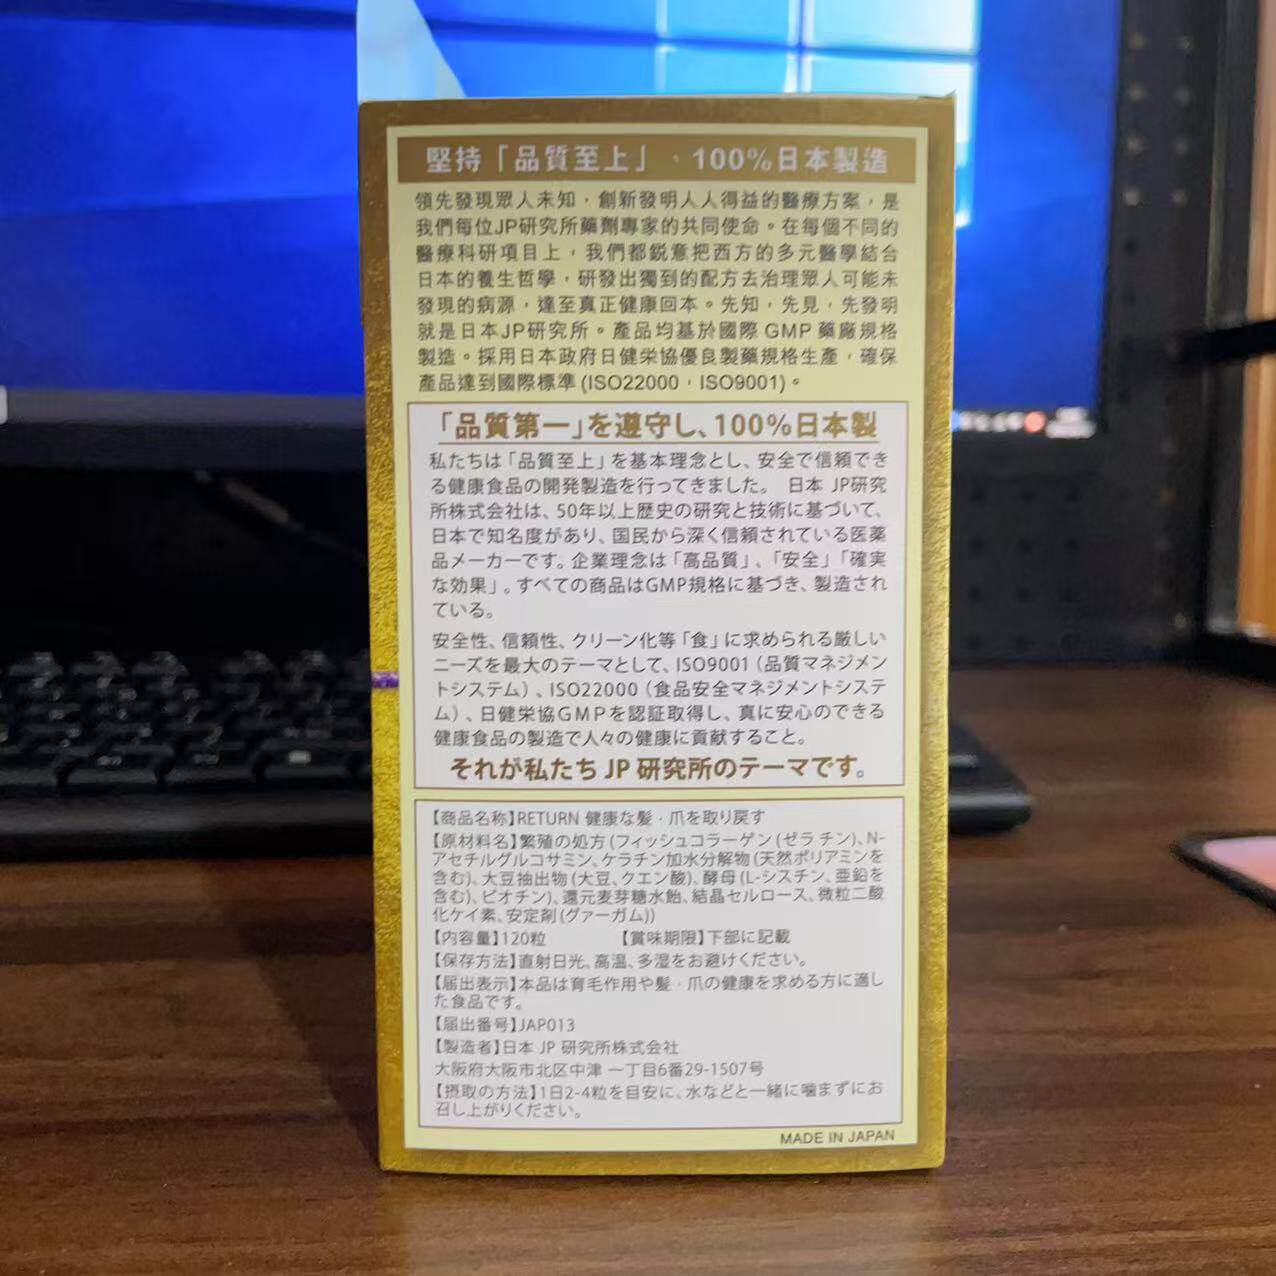 堅持「品質至上」、100%日本製造
領先發現眾人未知，創新發明人人得益的醫療方案，是
我們每位JP研究所藥劑專家的共同使命。在每個不同的
醫療科研項目上，我們都銳意把西方的多元醫學結合
日本的養生哲學，研發出獨到的配方去治理眾人可能未
發現的病源，達至真正健康回本。先知，先見，先發明
就是日本JP研究所。產品均基於國際 GMP 藥廠規格
製造。採用日本政府日健栄協優良製藥規格生產，確保
產品達到國際標準 (ISO22000，ISO9001)。
「品質第一」を遵守し、100%日本製
私たちは「品質至上」を基本理念とし、安全で信頼でき
る健康食品の開発製造を行ってきました。 日本 JP研究
所株式会社は、50年以上歴史の研究と技術に基づいて、
日本で知名度があり、国民から深く信頼されている医薬
品メーカーです。企業理念は「高品質」、「安全」「確実
な効果」。すべての商品はGMP規格に基づき、製造され
ている。
安全性、信頼性、クリーン化等「食」に求められる厳しい
ニーズを最大のテーマとして、ISO9001（品質マネジメン
トシステム）、ISO22000（食品安全マネジメントシステ
ム）、日健栄協GMPを認証取得し、真に安心のできる
健康食品の製造で人々の健康に貢献すること。
それが私たち JP 研究所のテーマです。
【商品名称】RETURN 健康な髪・爪を取り戻す
【原材料名】繁殖の処方 (フィッシュコラーゲン (ゼラチン)、N-
アセチルグルコサミン、ケラチン加水分解物 (天然ポリアミンを
含む)、大豆抽出物 (大豆、クエン酸)、酵母 (L-シスチン、亜鉛を
含む)、ビオチン)、還元麦芽糖水飴、結晶セルロース、微粒二酸
化ケイ素、安定剤 (グァーガム))
【内容量】120粒 【賞味期限】下部に記載
【保存方法】直射日光、高温、多湿をお避けください。
【届出表示】本品は育毛作用や髪・爪の健康を求める方に適し
た食品です。
【届出番号】JAP013
【製造者】日本 JP 研究所株式会社
大阪府大阪市北区中津 一丁目6番29-1507号
【摂取の方法】1日2-4粒を目安に、水などと一緒に噛まずにお
召し上がりください。
MADE IN JAPAN